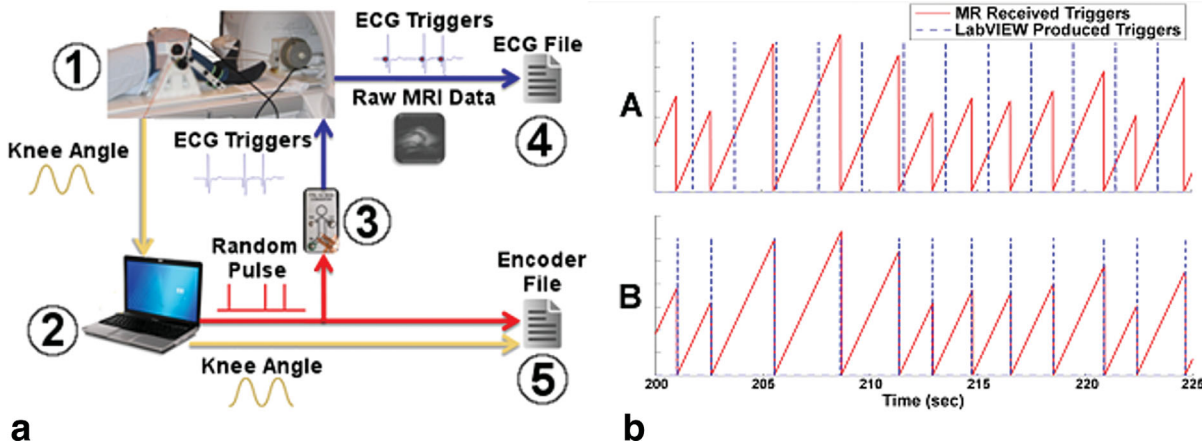 ECG Triggers
ECG File
1
Raw MRI Data
4
Knee Angle
ECG Triggers
3
Random
Pulse
Encoder
File
2
Knee Angle
5
a
MR Received Triggers
LabVIEW Produced Triggers
A
B
200 205 210 215 220 225
Time (sec)
b